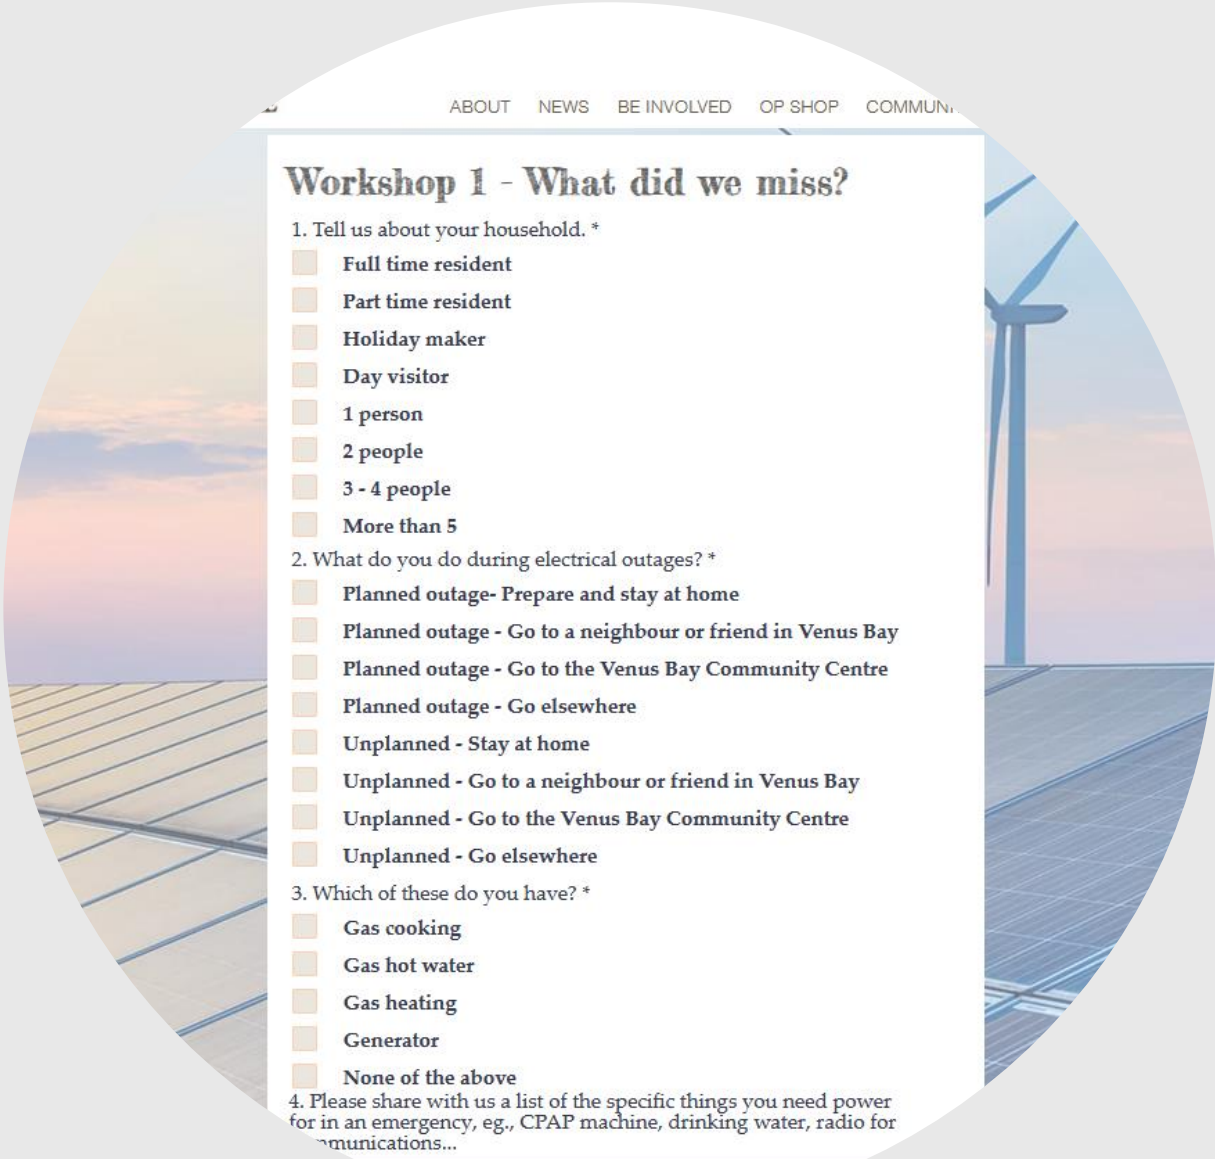 ABOUT NEWS BE INVOLVED OP SHOP
Workshop 1 - What did we miss?
1. Tell us about your household. *
Full time resident
Part time resident
Holiday maker
Day visitor
1 person
2 people
3 - 4 people
More than 5
2. What do you do during electrical outages? *
Planned outage- Prepare and stay at home
Planned outage - Go to a neighbour or friend in Venus Bay
Planned outage - Go to the Venus Bay Community Centre
Planned outage - Go elsewhere
Unplanned - Stay at home
Unplanned - Go to a neighbour or friend in Venus Bay
Unplanned - Go to the Venus Bay Community Centre
Unplanned - Go elsewhere
3. Which of these do you have? *
Gas cooking
Gas hot water
Gas heating
Generator
None of the above
4. Please share with us a list of the specific things you need power
for in an emergency, eg., CPAP machine, drinking water, radio for